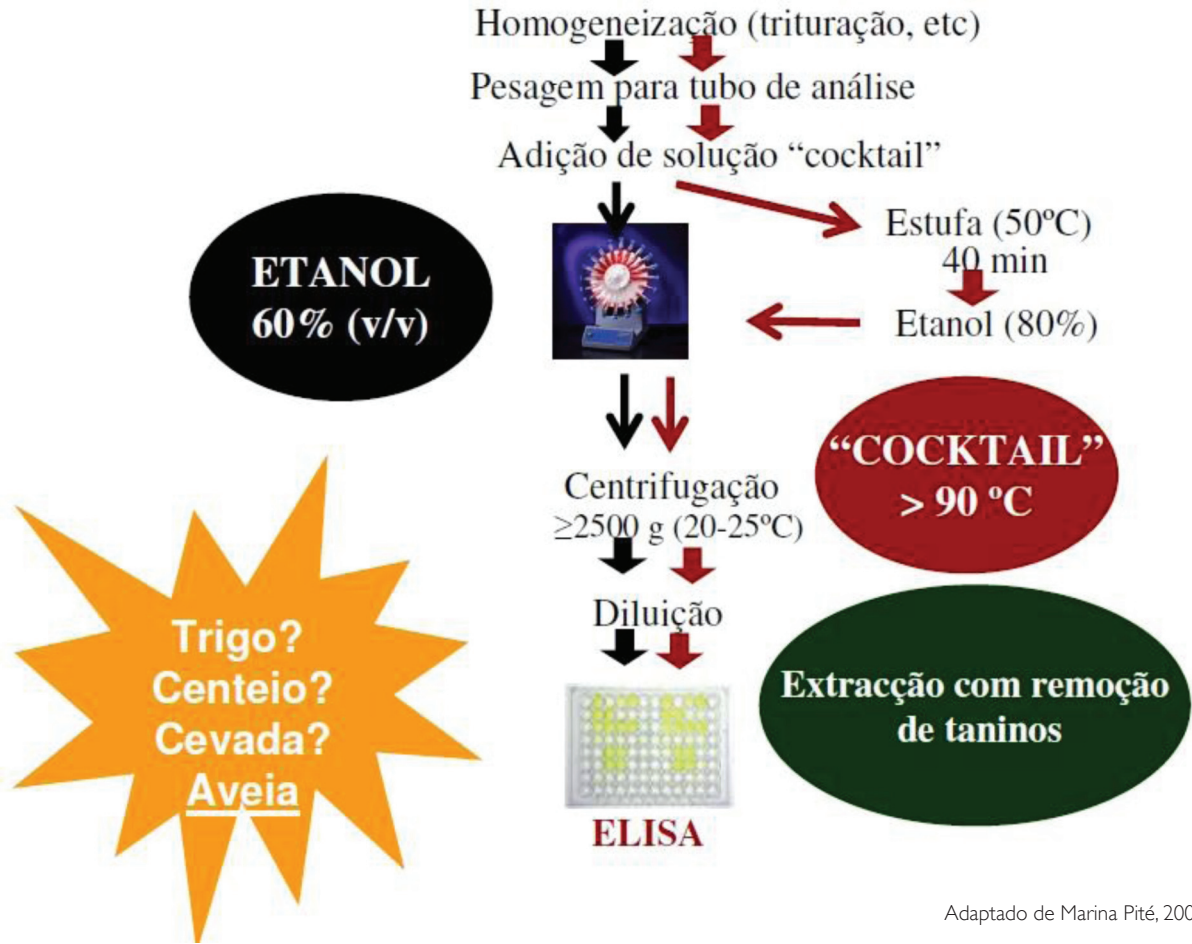 Homogeneização (trituração, etc)
Pesagem para tubo de análise
Adição de solução “cocktail”
ETANOL
60% (v/v)
Estufa (50ºC)
40 min
Etanol (80%)
“COCKTAIL”
> 90 ºC
Centrifugação
≥2500 g (20-25ºC)
Diluição
Trigo?
Centeio?
Cevada?
Aveia
Extracção com remoção
de taninos
ELISA
Adaptado de Marina Pité,